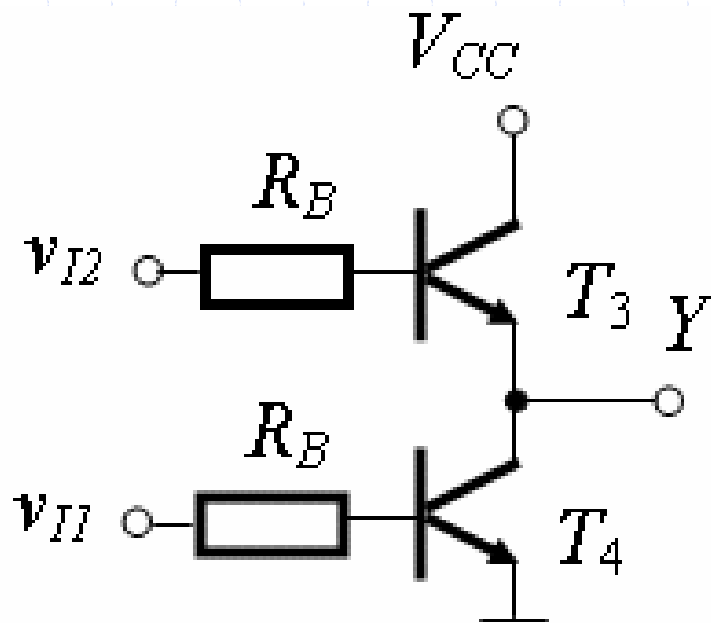 V_CC
R_B
v_I2
T_3
Y
R_B
v_I1
T_4